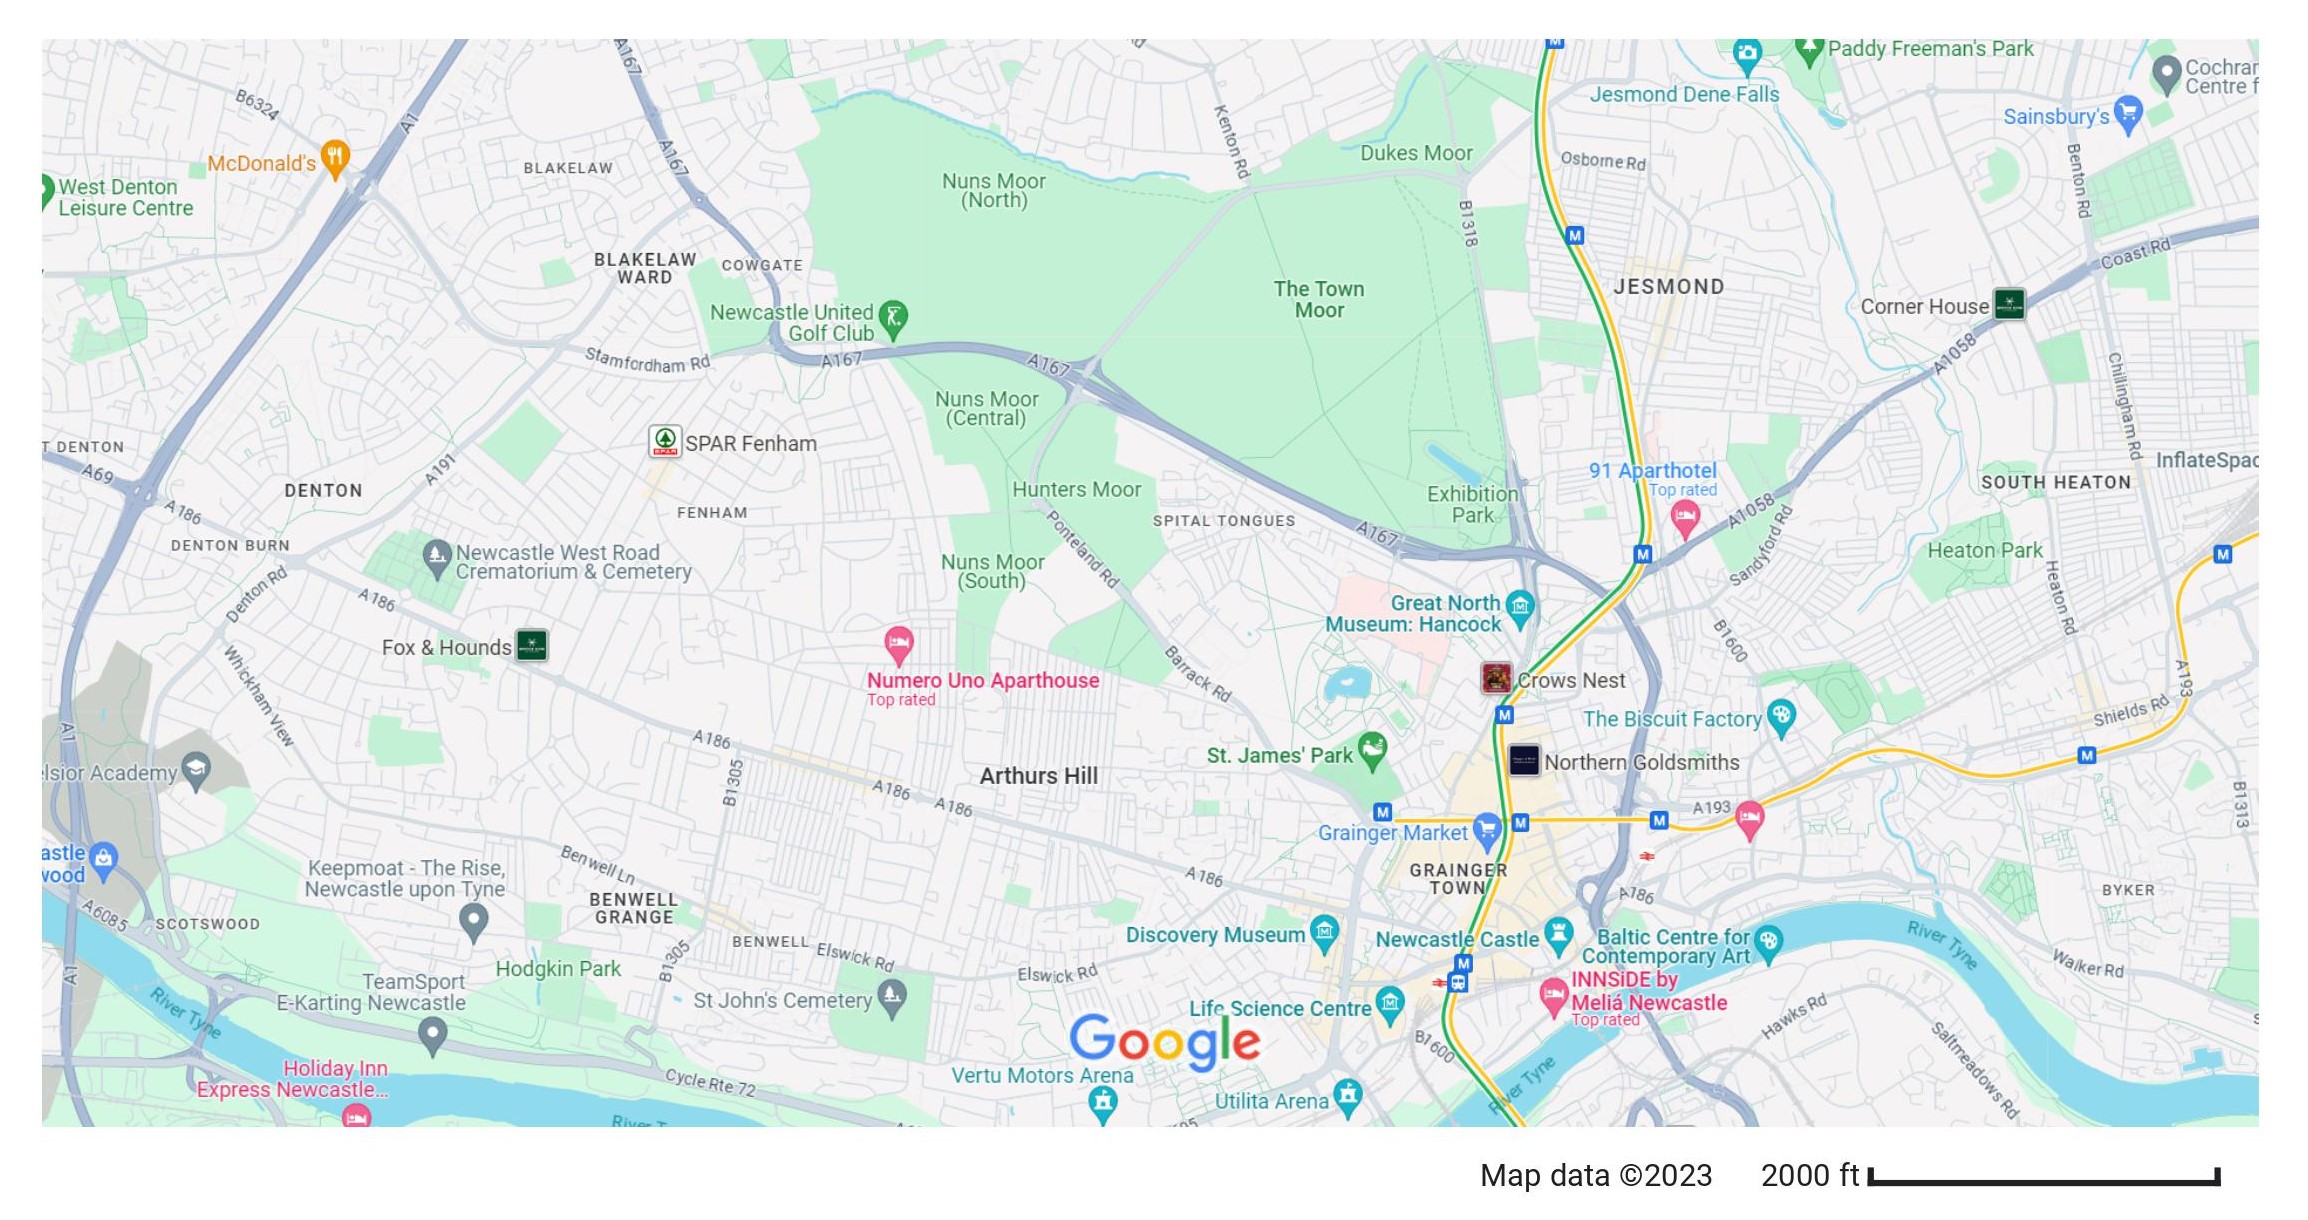 Paddy Freeman's Park
Cochrar
Centre f
A167
B6324
A1
Jesmond Dene Falls
Sainsbury's
Kenton Rd
McDonald's
A167
BLAKELAW
Dukes Moor
Osborne Rd
Benton Rd
West Denton
Leisure Centre
Nuns Moor
(North)
B1318
BLAKELAW
WARD
COWGATE
Coast Rd
The Town
Moor
JESMOND
Corner House
Newcastle United
Golf Club
Stamfordham Rd
A167
A167
A1058
Chillingham Rd
Nuns Moor
(Central)
T DENTON
SPAR
SPAR Fenham
A69
A191
InflateSpac
91 Aparthotel
Top rated
DENTON
Hunters Moor
Exhibition
Park
SOUTH HEATON
A186
FENHAM
SPITAL TONGUES
A167
A1058
DENTON BURN
Newcastle West Road
Crematorium & Cemetery
Ponteland Rd
Sandyford Rd
Heaton Park
Nuns Moor
(South)
Denton Rd
A186
Heaton Rd
Great North
Museum: Hancock
Fox & Hounds
B1600
Whickham View
Numero Uno Aparthouse
Top rated
Barrack Rd
Crows Nest
A193
Shields Rd
A1
The Biscuit Factory
A186
St. James' Park
Northern Goldsmiths
elsior Academy
B1305
Arthurs Hill
A186
A186
A193
B1313
Grainger Market
astle
wood
Keepmoat - The Rise,
Newcastle upon Tyne
Benwell Ln
A186
GRAINGER
TOWN
A186
BYKER
BENWELL
GRANGE
A6085
SCOTSWOOD
BENWELL
Elswick Rd
Discovery Museum
Newcastle Castle
Baltic Centre for
Contemporary Art
River Tyne
A1
Hodgkin Park
B1305
Elswick Rd
Walker Rd
TeamSport
E-Karting Newcastle
St John's Cemetery
INNSiDE by
Meliá Newcastle
Top rated
River Tyne
Life Science Centre
Hawks Rd
Google
B1600
Saltmeadows Rd
Holiday Inn
Express Newcastle...
Cycle Rte 72
Vertu Motors Arena
Utilita Arena
River Tyne
River T
Map data ©2023 2000 ft